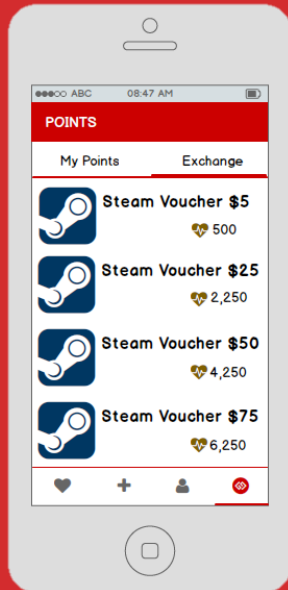 ABC 08:47 AM
POINTS
My Points Exchange
Steam Voucher $5
500
Steam Voucher $25
2,250
Steam Voucher $50
4,250
Steam Voucher $75
6,250